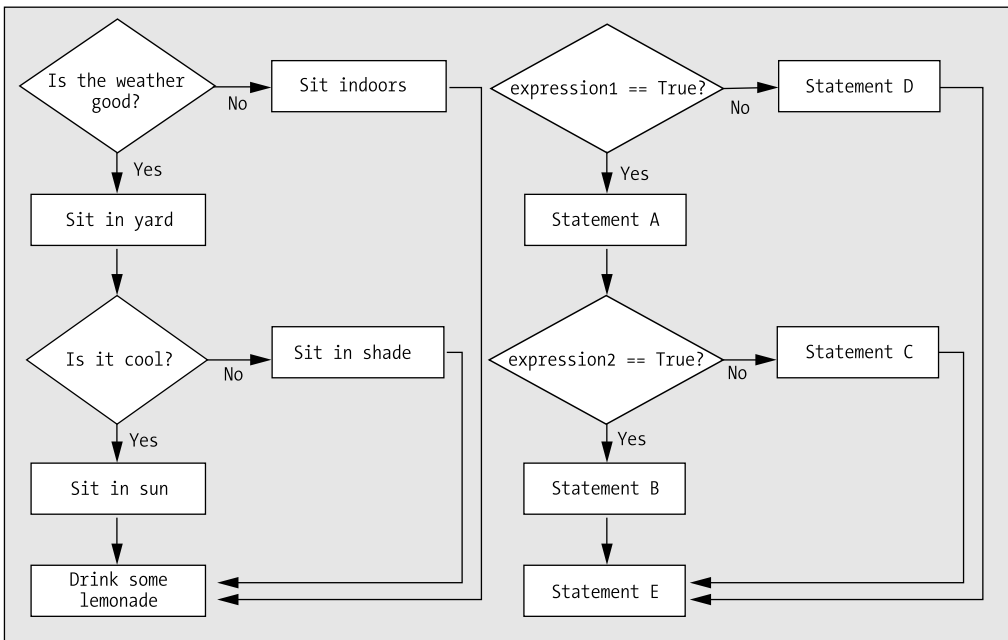 Is the weather
good?
No
Sit indoors
Yes
Sit in yard
Is it cool?
No
Sit in shade
Yes
Sit in sun
Drink some
lemonade
expression1 == True?
No
Statement D
Yes
Statement A
expression2 == True?
No
Statement C
Yes
Statement B
Statement E